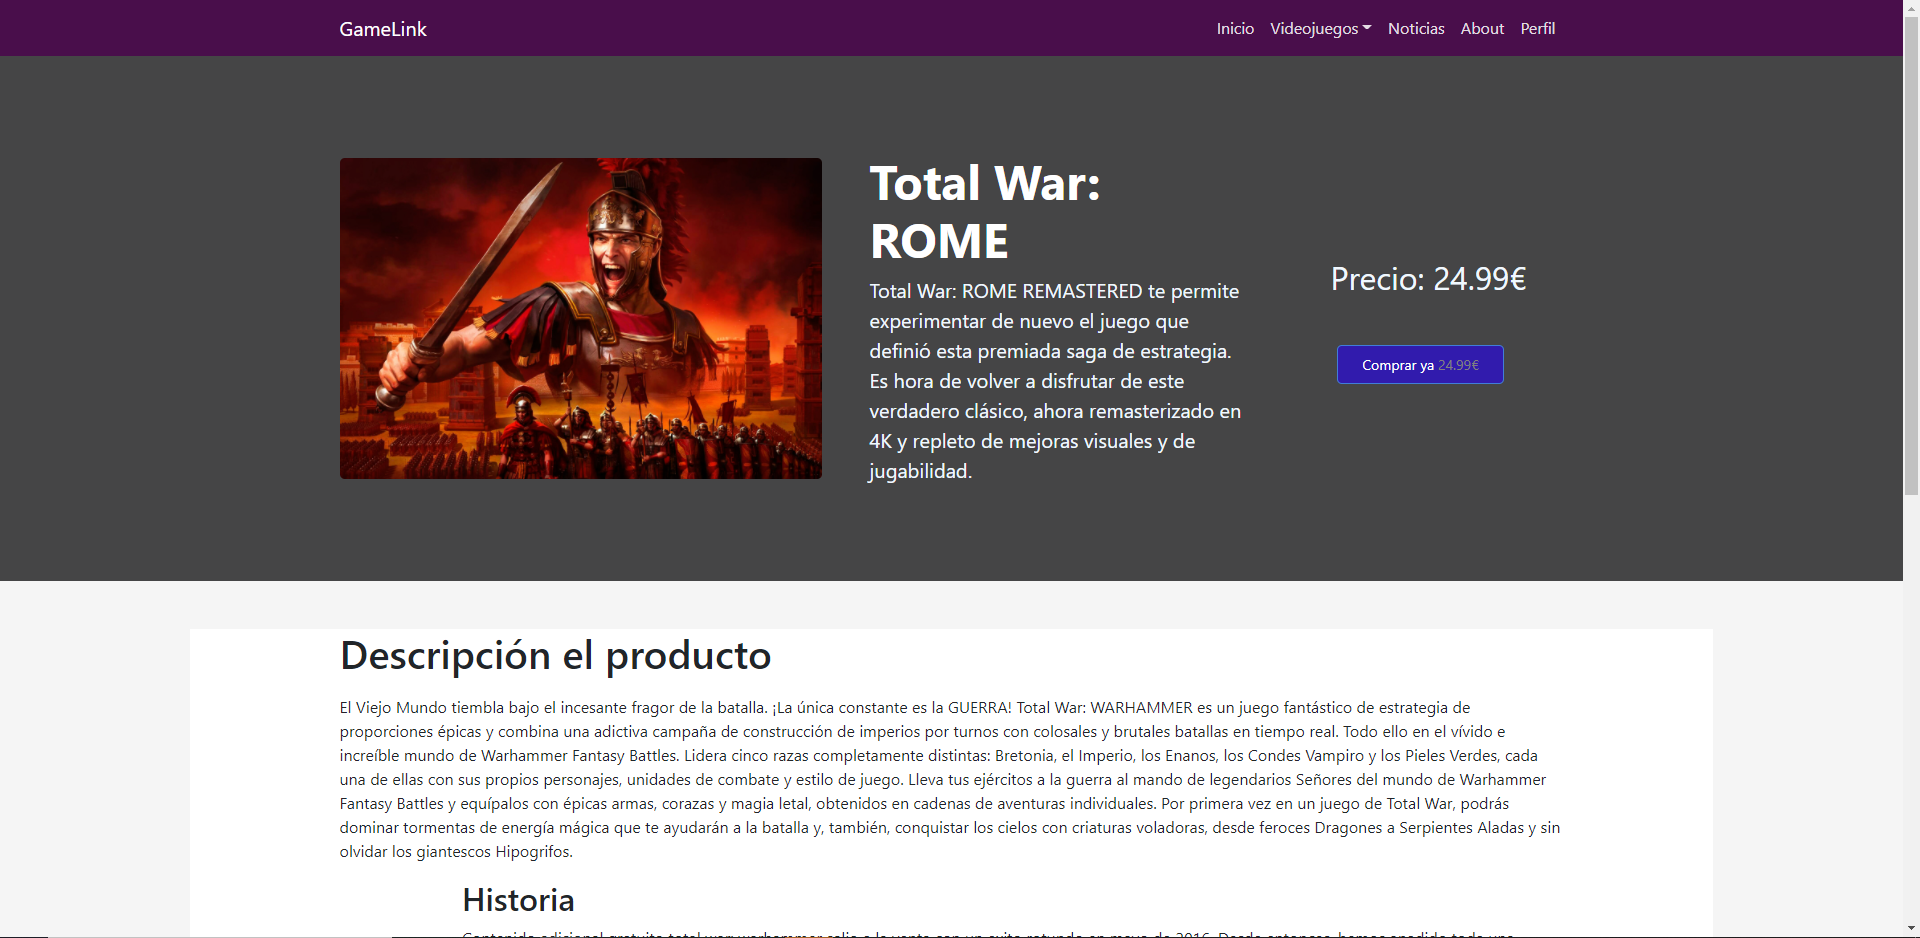 GameLink
Inicio Videojuegos Noticias About Perfil
Total War:
ROME
Total War: ROME REMASTERED te permite
experimentar de nuevo el juego que
definió esta premiada saga de estrategia.
Es hora de volver a disfrutar de este
verdadero clásico, ahora remasterizado en
4K y repleto de mejoras visuales y de
jugabilidad.
Precio: 24.99€
Comprar ya 24.99€
Descripción el producto
El Viejo Mundo tiembla bajo el incesante fragor de la batalla. ¡La única constante es la GUERRA! Total War: WARHAMMER es un juego fantástico de estrategia de
proporciones épicas y combina una adictiva campaña de construcción de imperios por turnos con colosales y brutales batallas en tiempo real. Todo ello en el vívido e
increíble mundo de Warhammer Fantasy Battles. Lidera cinco razas completamente distintas: Bretonia, el Imperio, los Enanos, los Condes Vampiro y los Pieles Verdes, cada
una de ellas con sus propios personajes, unidades de combate y estilo de juego. Lleva tus ejércitos a la guerra al mando de legendarios Señores del mundo de Warhammer
Fantasy Battles y equípalos con épicas armas, corazas y magia letal, obtenidos en cadenas de aventuras individuales. Por primera vez en un juego de Total War, podrás
dominar tormentas de energía mágica que te ayudarán a la batalla y, también, conquistar los cielos con criaturas voladoras, desde feroces Dragones a Serpientes Aladas y sin
olvidar los giantescos Hipogrifos.
Historia